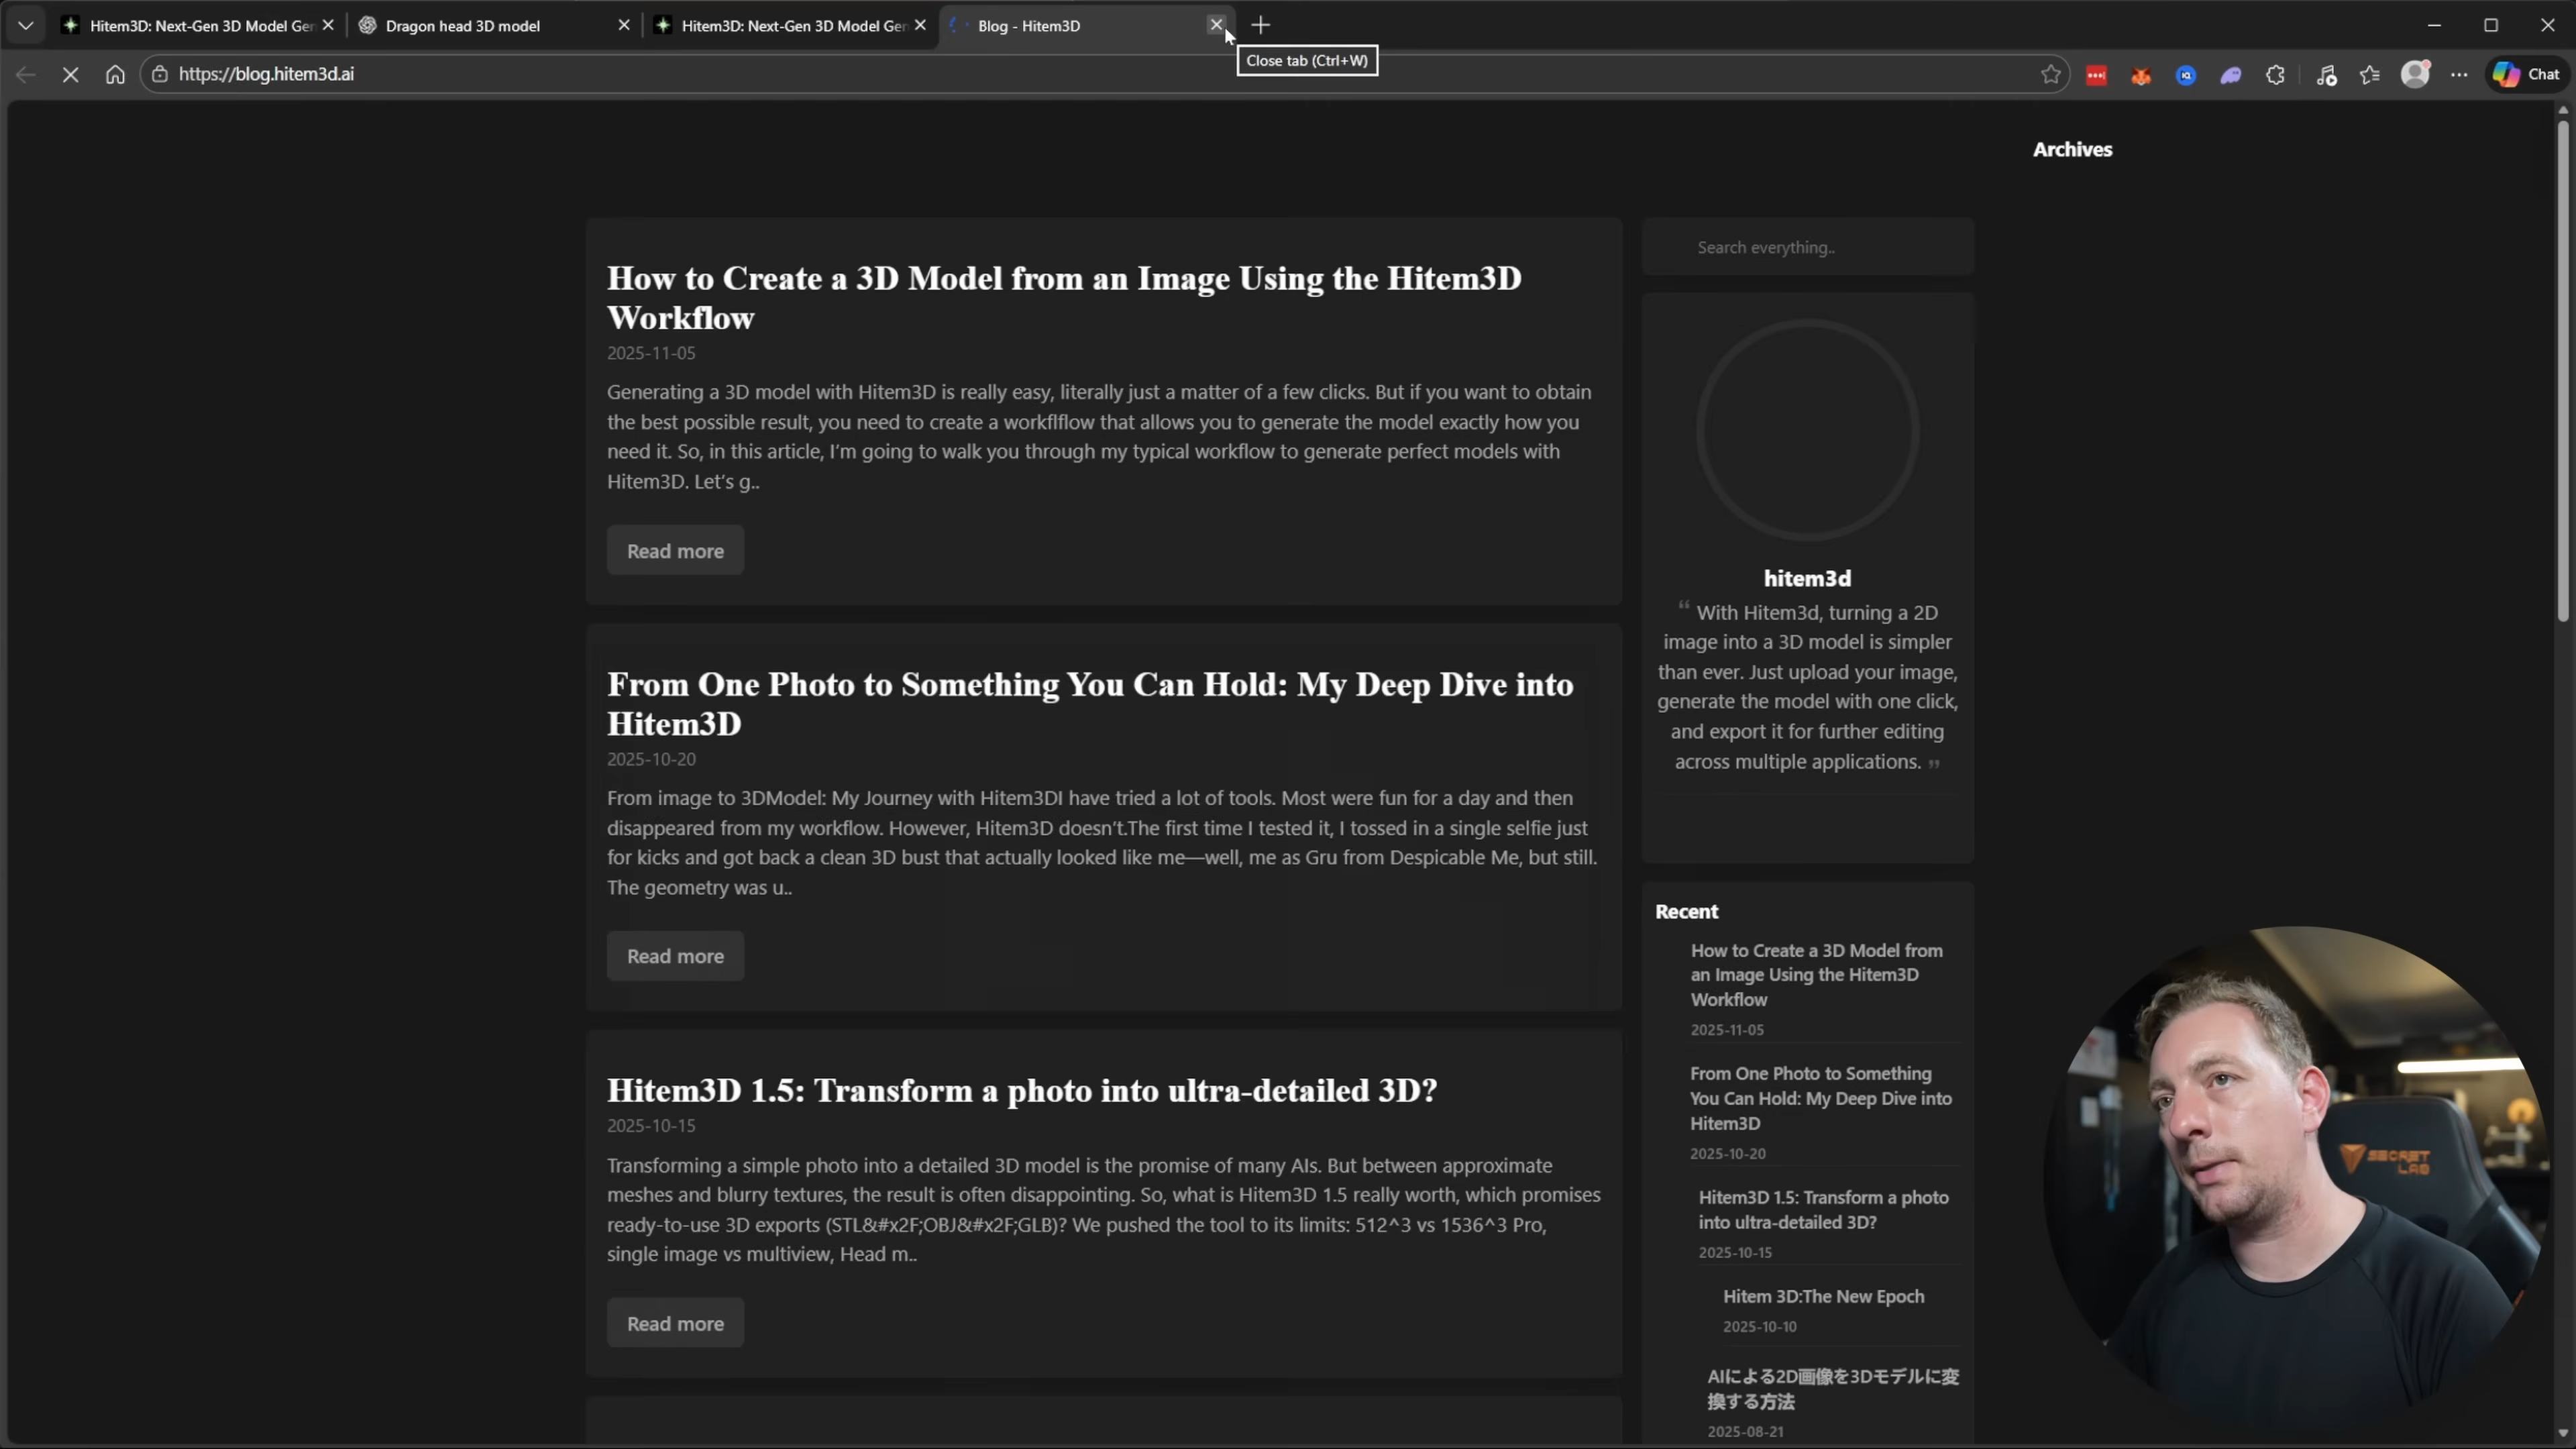 Hitem3D: Next-Gen 3D Model Gen
Dragon head 3D model
Hitem3D: Next-Gen 3D Model Gen
Blog - Hitem3D
Close tab (Ctrl+W)
https://blog.hitem3d.ai
Chat
Archives
How to Create a 3D Model from an Image Using the Hitem3D
Workflow
2025-11-05
Generating a 3D model with Hitem3D is really easy, literally just a matter of a few clicks. But if you want to obtain
the best possible result, you need to create a workflflow that allows you to generate the model exactly how you
need it. So, in this article, I'm going to walk you through my typical workflow to generate perfect models with
Hitem3D. Let's g..
Read more
From One Photo to Something You Can Hold: My Deep Dive into
Hitem3D
2025-10-20
From image to 3DModel: My Journey with Hitem3DI have tried a lot of tools. Most were fun for a day and then
disappeared from my workflow. However, Hitem3D doesn't.The first time I tested it, I tossed in a single selfie just
for kicks and got back a clean 3D bust that actually looked like me—well, me as Gru from Despicable Me, but still.
The geometry was u..
Read more
Hitem3D 1.5: Transform a photo into ultra-detailed 3D?
2025-10-15
Transforming a simple photo into a detailed 3D model is the promise of many AIs. But between approximate
meshes and blurry textures, the result is often disappointing. So, what is Hitem3D 1.5 really worth, which promises
ready-to-use 3D exports (STL&#x2F;OBJ&#x2F;GLB)? We pushed the tool to its limits: 512^3 vs 1536^3 Pro,
single image vs multiview, Head m..
Read more
Search everything..
hitem3d
“ With Hitem3d, turning a 2D
image into a 3D model is simpler
than ever. Just upload your image,
generate the model with one click,
and export it for further editing
across multiple applications. ”
Recent
How to Create a 3D Model from
an Image Using the Hitem3D
Workflow
2025-11-05
From One Photo to Something
You Can Hold: My Deep Dive into
Hitem3D
2025-10-20
Hitem3D 1.5: Transform a photo
into ultra-detailed 3D?
2025-10-15
Hitem 3D:The New Epoch
2025-10-10
AIによる2D画像を3Dモデルに変
換する方法
2025-08-21
SECRET
LAB